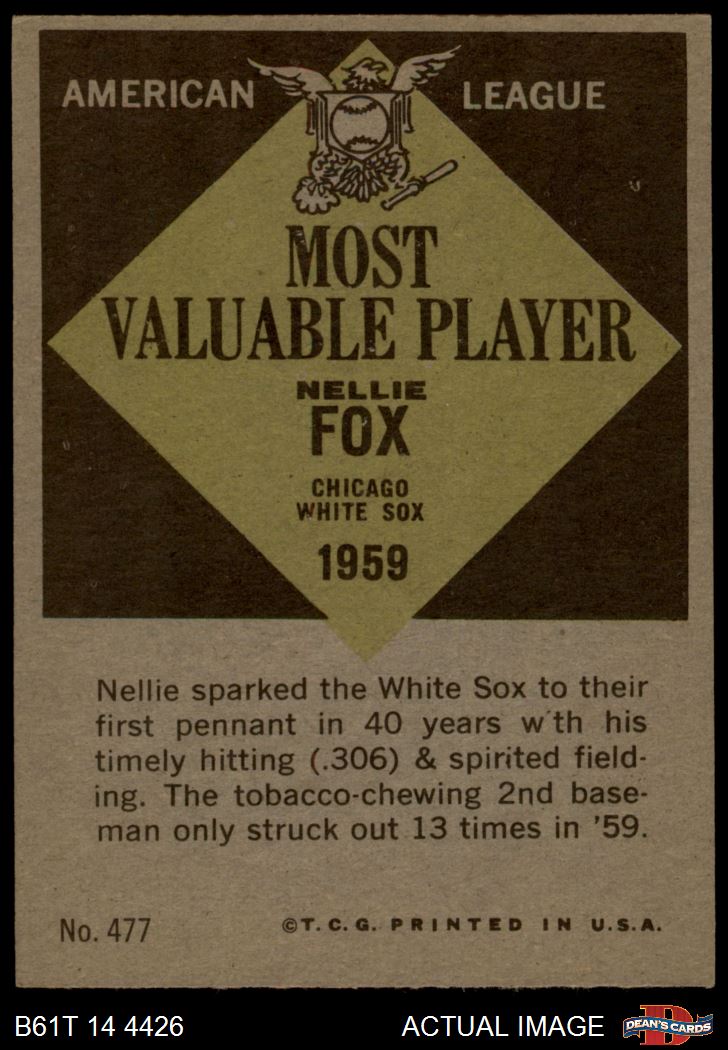 AMERICAN LEAGUE
MOST
VALUABLE PLAYER
NELLIE
FOX
CHICAGO
WHITE SOX
1959
Nellie sparked the White Sox to their
first pennant in 40 years w th his
timely hitting (.306) & spirited field-
ing. The tobacco-chewing 2nd base-
man only struck out 13 times in '59.
No. 477
©T.C.G. PRINTED IN U.S.A.
B61T 14 4426
ACTUAL IMAGE
D
DEAN'S CARDS